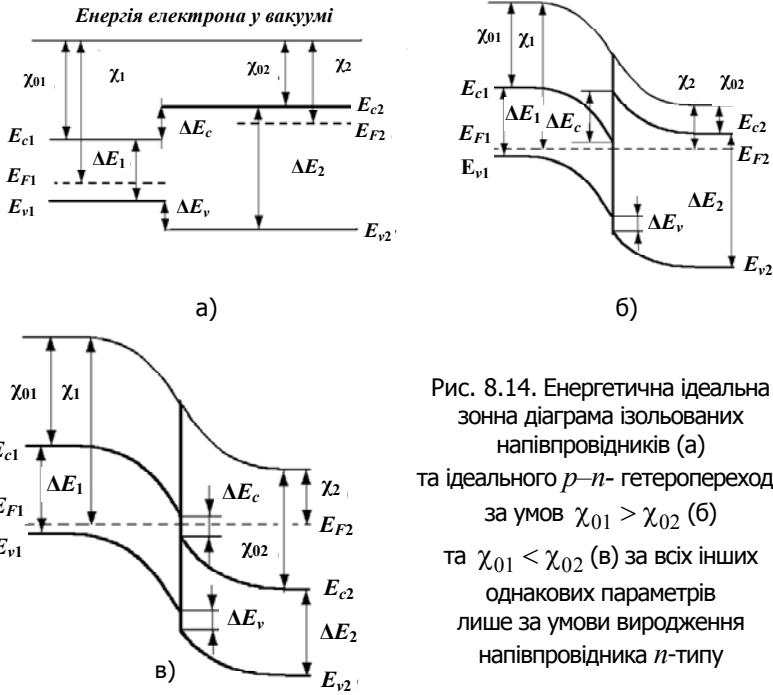 Енергія електрона у вакуумі
χ01 χ1 χ02 χ2
Ec1 ΔEc Ec2
ΔE1 EF2
EF1 ΔE2
Ev1 ΔEv
Ev2
а)
χ01 χ1 χ2 χ02
Ec1 ΔE1 ΔEc Ec2
EF1 EF2
Ev1 ΔE2
ΔEv
Ev2
б)
χ01 χ1
Ec1 ΔEc χ2
ΔE1
EF1 EF2
Ev1 χ02
Ec2
ΔEv ΔE2
Ev2
в)
Рис. 8.14. Енергетична ідеальна
зонна діаграма ізольованих
напівпровідників (а)
та ідеального p–n- гетеропереход
за умов χ01 > χ02 (б)
та χ01 < χ02 (в) за всіх інших
однакових параметрів
лише за умови виродження
напівпровідника n-типу